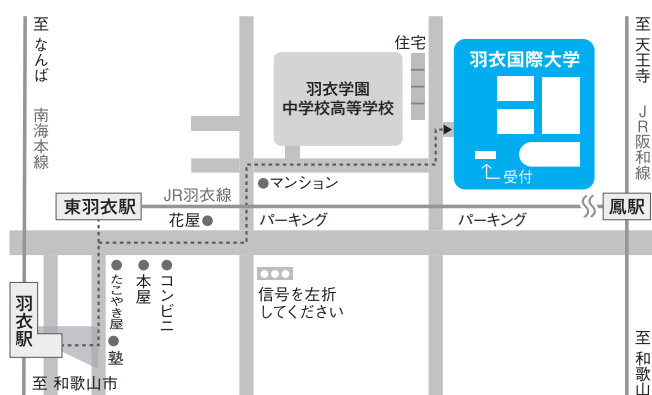 至 なんば
南海本線
住宅
羽衣学園
中学校高等学校
羽衣国際大学
受付
至 天王寺
JR阪和線
マンション
JR羽衣線
東羽衣駅
花屋
パーキング
パーキング
鳳駅
たこやき屋
本屋
コンビニ
信号を左折
してください
羽衣駅
塾
至 和歌山市
至 和歌山